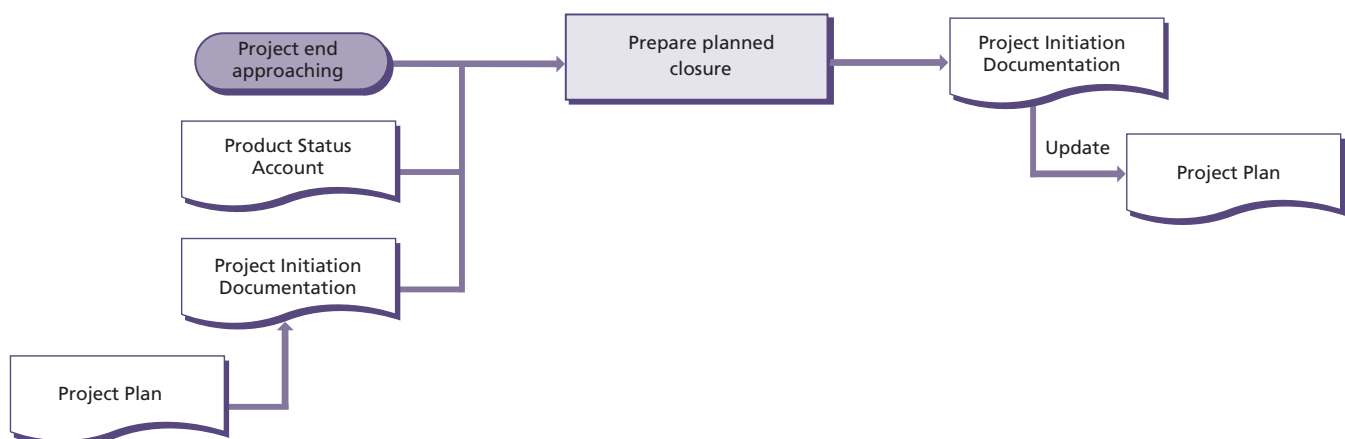 Project end
approaching
Prepare planned
closure
Project Initiation
Documentation
Product Status
Account
Update
Project Plan
Project Initiation
Documentation
Project Plan